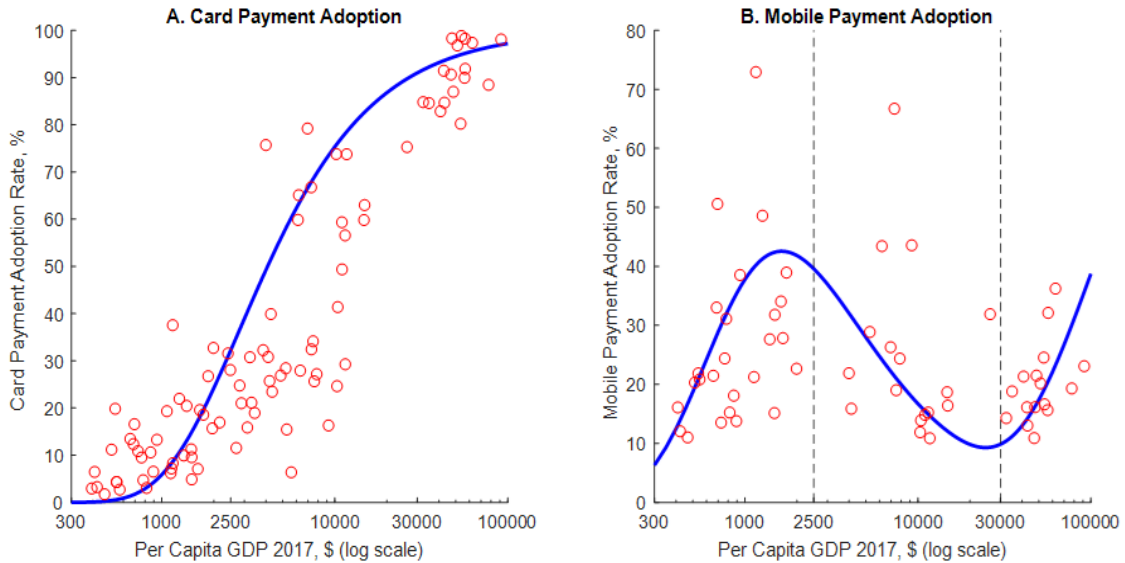 A. Card Payment Adoption
100
90
80
70
60
50
40
30
20
10
0
Card Payment Adoption Rate, %
300 1000 2500 10000 30000 100000
Per Capita GDP 2017, $ (log scale)
B. Mobile Payment Adoption
80
70
60
50
40
30
20
10
0
Mobile Payment Adoption Rate, %
300 1000 2500 10000 30000 100000
Per Capita GDP 2017, $ (log scale)